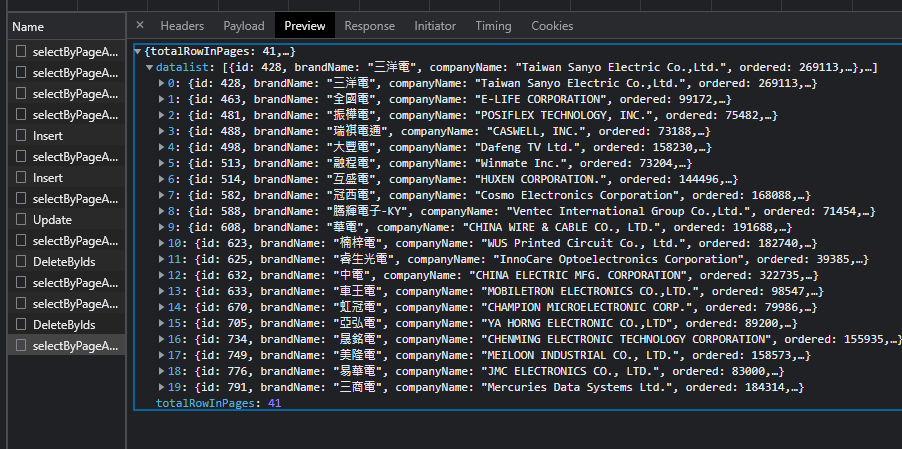 Name
Headers Payload Preview Response Initiator Timing Cookies
selectByPageA...
selectByPageA...
selectByPageA...
selectByPageA...
Insert
selectByPageA...
Insert
selectByPageA...
Update
selectByPageA...
DeleteByIds
selectByPageA...
selectByPageA...
DeleteByIds
selectByPageA...
{totalRowInPages: 41,…}
datalist: [{id: 428, brandName: "三洋電", companyName: "Taiwan Sanyo Electric Co.,Ltd.", ordered: 269113,…},…]
0: {id: 428, brandName: "三洋電", companyName: "Taiwan Sanyo Electric Co.,Ltd.", ordered: 269113,…}
1: {id: 463, brandName: "全國電", companyName: "E-LIFE CORPORATION", ordered: 99172,…}
2: {id: 481, brandName: "振樺電", companyName: "POSIFLEX TECHNOLOGY, INC.", ordered: 75482,…}
3: {id: 488, brandName: "瑞祺電通", companyName: "CASWELL, INC.", ordered: 73188,…}
4: {id: 498, brandName: "大豐電", companyName: "Dafeng TV Ltd.", ordered: 158230,…}
5: {id: 513, brandName: "融程電", companyName: "Winmate Inc.", ordered: 73204,…}
6: {id: 514, brandName: "互盛電", companyName: "HUXEN CORPORATION.", ordered: 144496,…}
7: {id: 582, brandName: "冠西電", companyName: "Cosmo Electronics Corporation", ordered: 168088,…}
8: {id: 588, brandName: "騰輝電子-KY", companyName: "Ventec International Group Co.,Ltd.", ordered: 71454,…}
9: {id: 608, brandName: "華電", companyName: "CHINA WIRE & CABLE CO., LTD.", ordered: 191688,…}
10: {id: 623, brandName: "楠梓電", companyName: "WUS Printed Circuit Co., Ltd.", ordered: 182740,…}
11: {id: 625, brandName: "睿生光電", companyName: "InnoCare Optoelectronics Corporation", ordered: 39385,…}
12: {id: 632, brandName: "中電", companyName: "CHINA ELECTRIC MFG. CORPORATION", ordered: 322735,…}
13: {id: 633, brandName: "車王電", companyName: "MOBILETRON ELECTRONICS CO.,LTD.", ordered: 98547,…}
14: {id: 670, brandName: "虹冠電", companyName: "CHAMPION MICROELECTRONIC CORP.", ordered: 79986,…}
15: {id: 705, brandName: "亞弘電", companyName: "YA HORNG ELECTRONIC CO.,LTD", ordered: 89200,…}
16: {id: 734, brandName: "晟銘電", companyName: "CHENMING ELECTRONIC TECHNOLOGY CORPORATION", ordered: 155935,…}
17: {id: 749, brandName: "美隆電", companyName: "MEILOON INDUSTRIAL CO., LTD.", ordered: 158573,…}
18: {id: 776, brandName: "易華電", companyName: "JMC ELECTRONICS CO., LTD.", ordered: 83000,…}
19: {id: 791, brandName: "三商電", companyName: "Mercuries Data Systems Ltd.", ordered: 184314,…}
totalRowInPages: 41